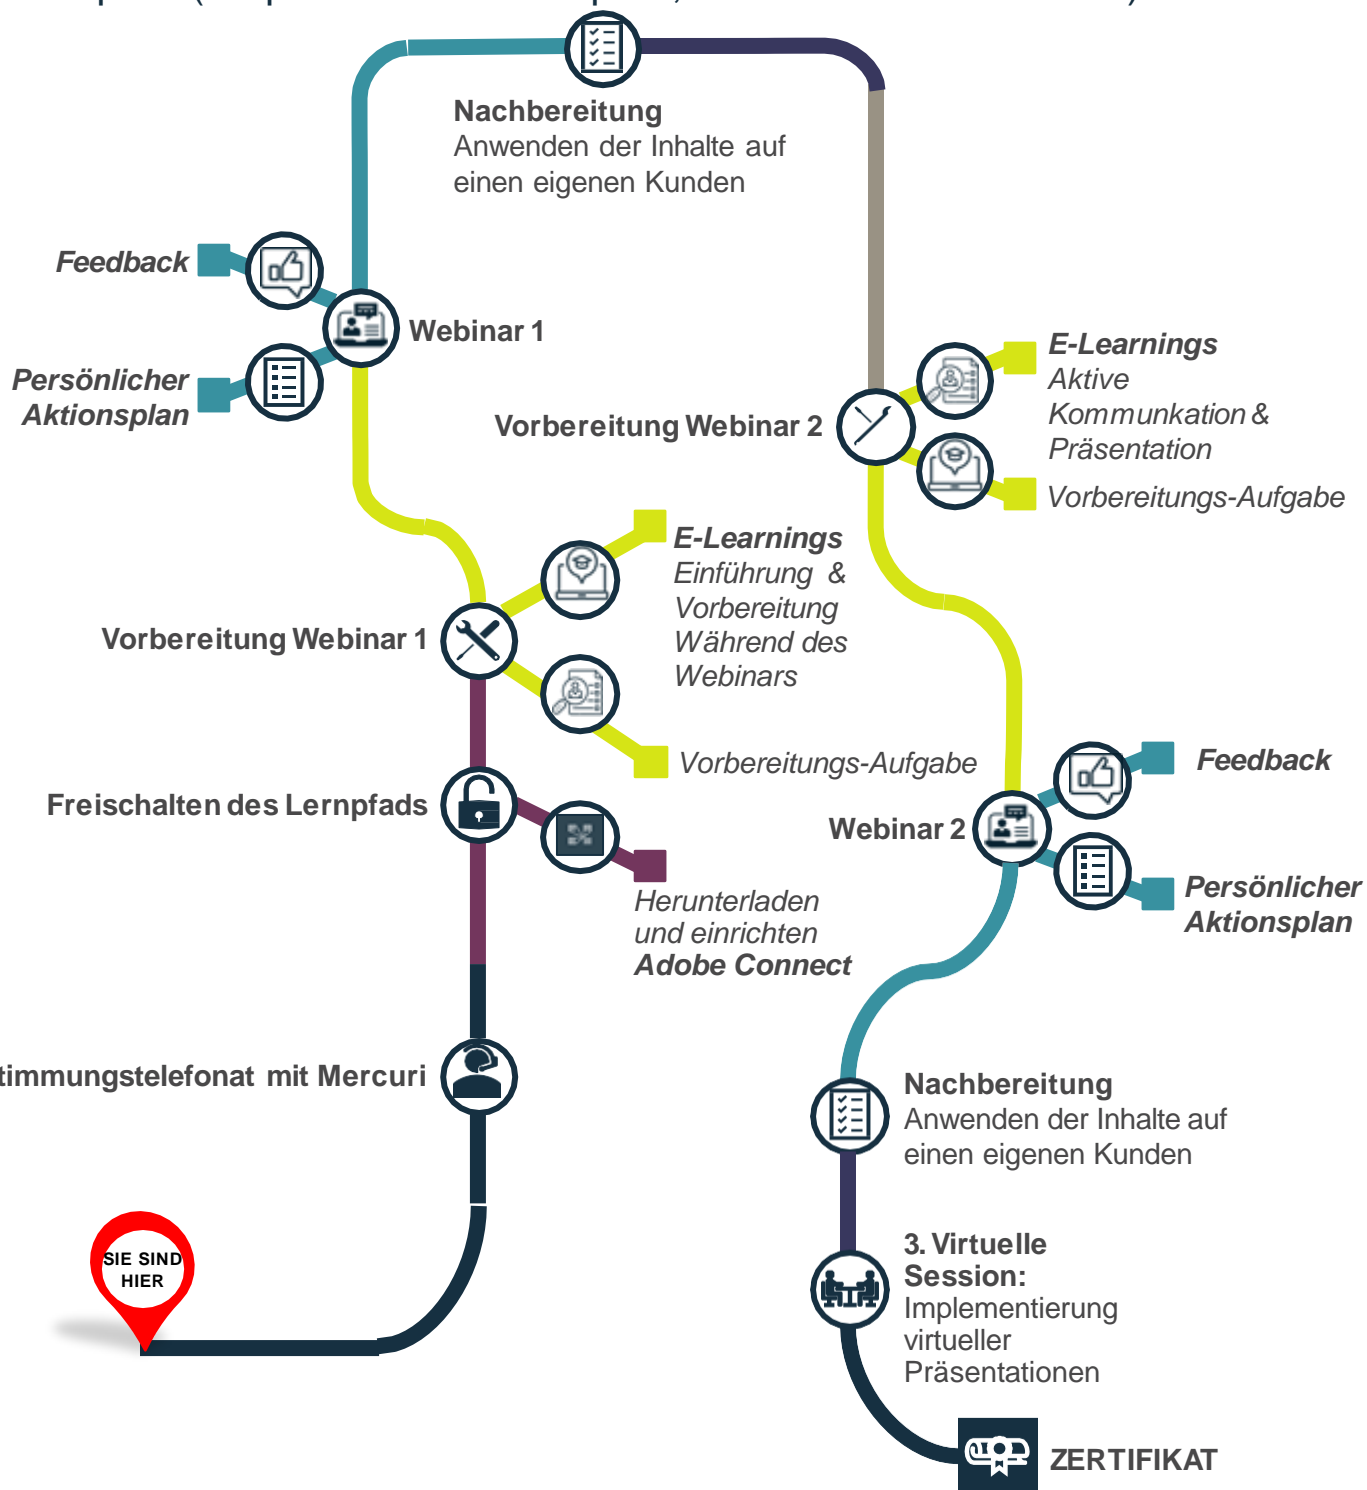 Nachbereitung
Anwenden der Inhalte auf
einen eigenen Kunden
Feedback
Webinar 1
Persönlicher
Aktionsplan
E-Learnings
Aktive
Kommunkation &
Präsentation
Vorbereitung Webinar 2
Vorbereitungs-Aufgabe
E-Learnings
Einführung &
Vorbereitung
Während des
Webinars
Vorbereitung Webinar 1
Vorbereitungs-Aufgabe
Freischalten des Lernpfads
Herunterladen
und einrichten
Adobe Connect
Feedback
Webinar 2
Persönlicher
Aktionsplan
timmungstelefonat mit Mercuri
Nachbereitung
Anwenden der Inhalte auf
einen eigenen Kunden
SIE SIND
HIER
3. Virtuelle
Session:
Implementierung
virtueller
Präsentationen
ZERTIFIKAT